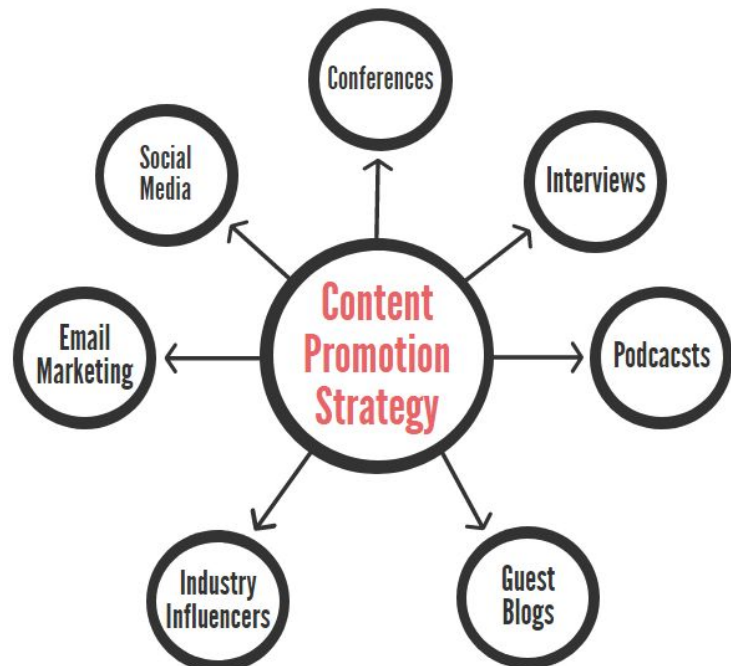 Conferences
Social
Media
Interviews
Content
Promotion
Strategy
Email
Marketing
Podcacsts
Industry
Influencers
Guest
Blogs